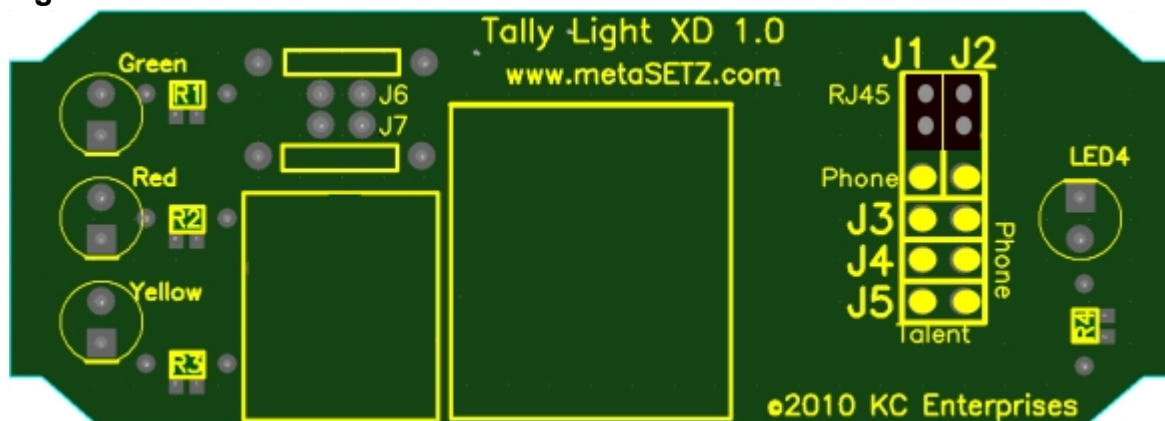 Tally Light XD 1.0
www.metaSETZ.com
Green
R1
J6
J7
Red
R2
Yellow
R3
J1 J2
RJ45
Phone
J3
J4
J5
Phone
Talent
LED4
R4
©2010 KC Enterprises